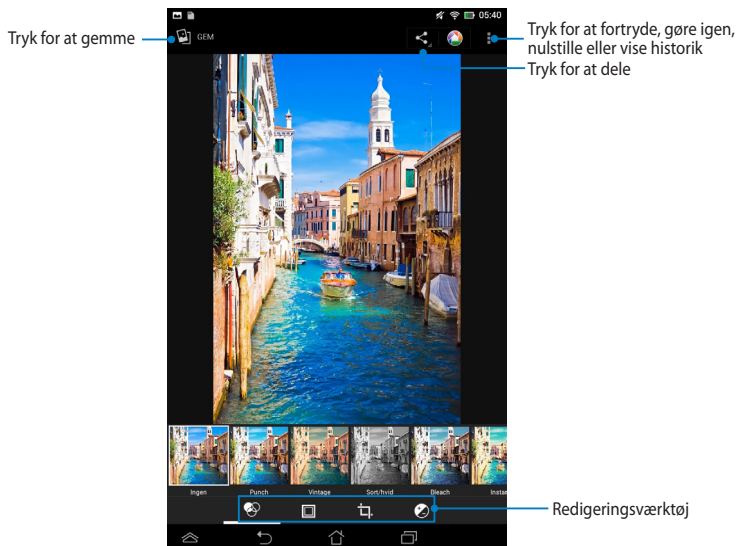 05:40
Tryk for at gemme
GEM
Tryk for at fortryde, gøre igen,
nulstille eller vise historik
Tryk for at dele
Ingen Punch Vintage Sort/hvid Bleach Instan
Redigeringsværktøj